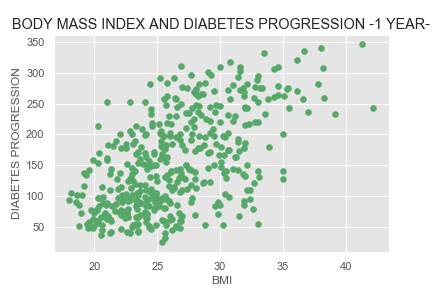 BODY MASS INDEX AND DIABETES PROGRESSION -1 YEAR-
350
300
250
200
150
100
50
DIABETES PROGRESSION
20 25 30 35 40
BMI